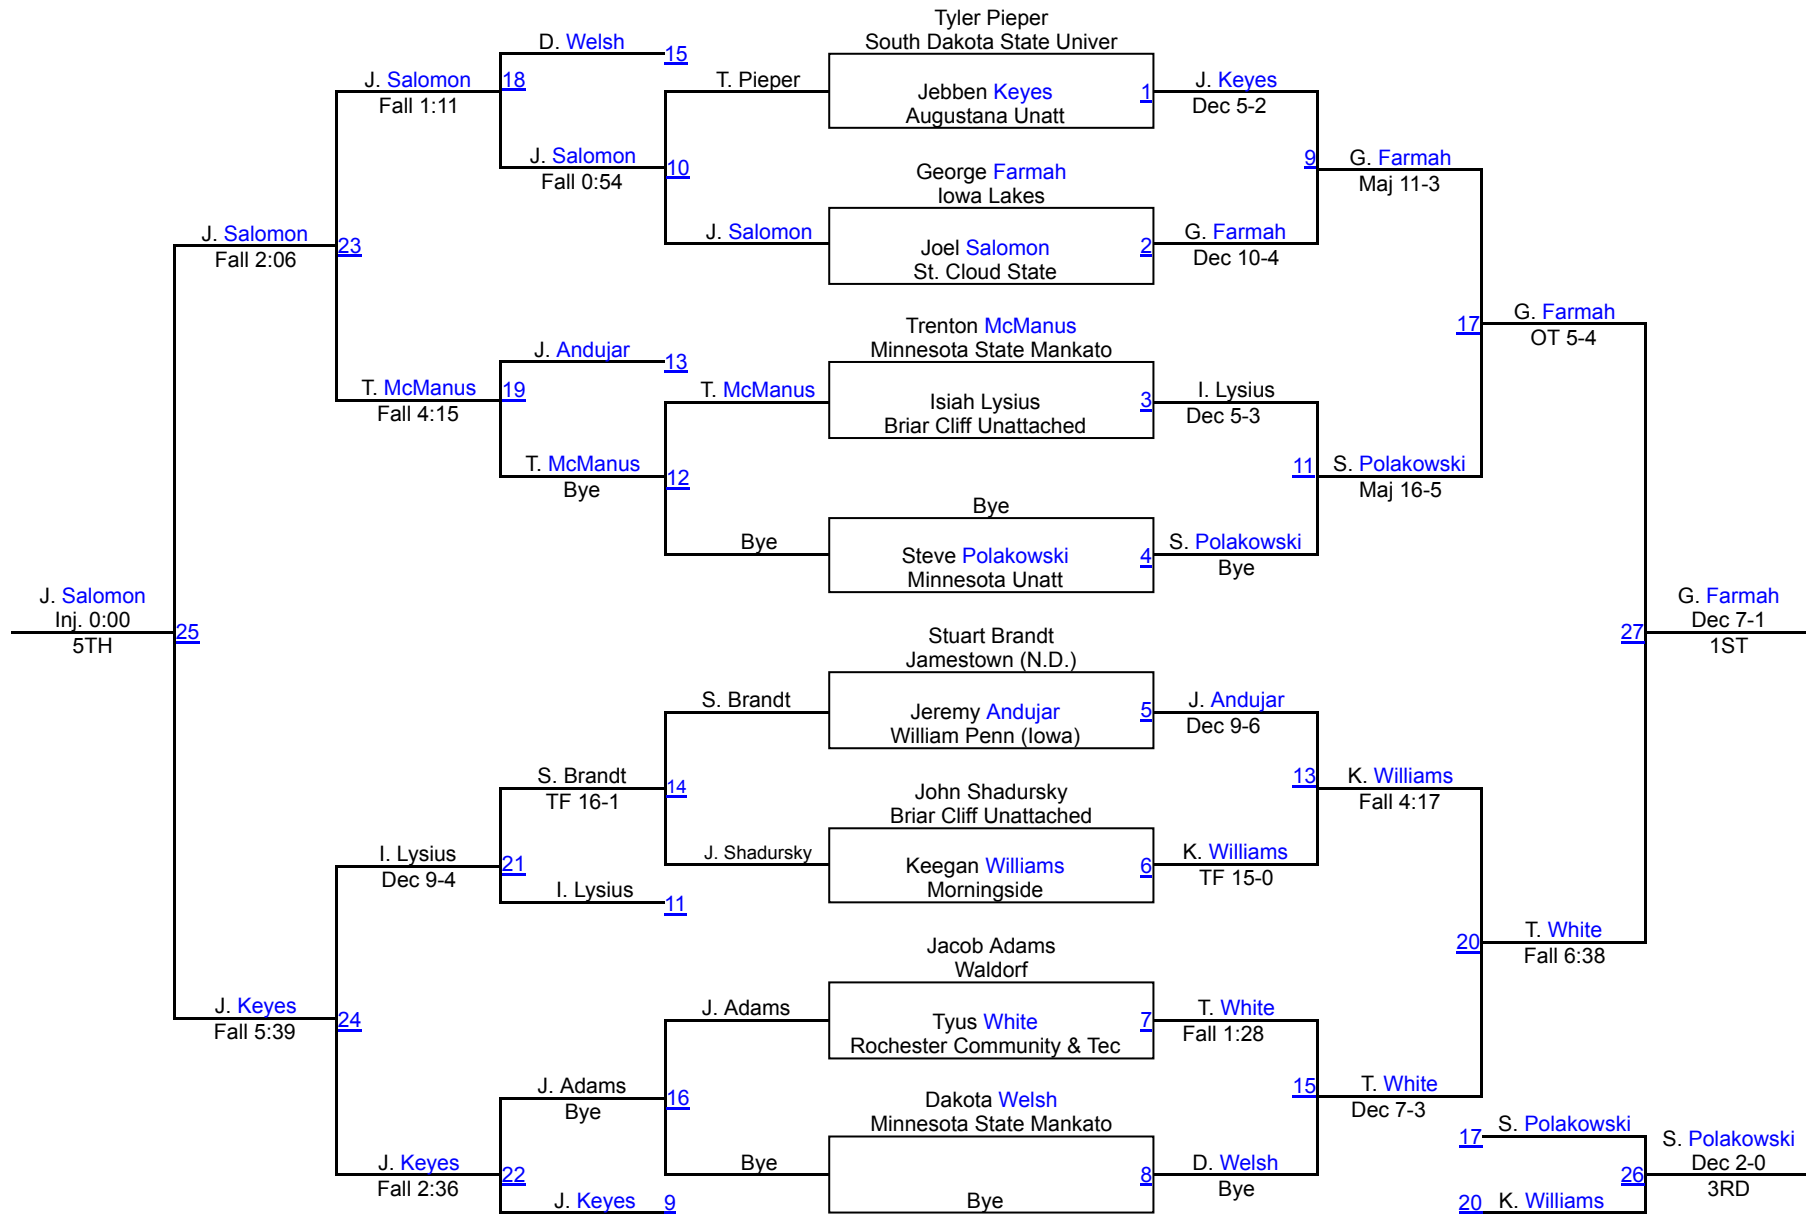 Tyler Pieper
South Dakota State Univer
D. Welsh
15
J. Salomon
18
Fall 1:11
T. Pieper
Jebben Keyes
1
Augustana Unatt
J. Keyes
Dec 5-2
J. Salomon
10
Fall 0:54
George Farmah
Iowa Lakes
9
G. Farmah
Maj 11-3
J. Salomon
23
Fall 2:06
J. Salomon
Joel Salomon
2
St. Cloud State
G. Farmah
Dec 10-4
Trenton McManus
Minnesota State Mankato
17
G. Farmah
OT 5-4
J. Andujar
13
T. McManus
19
Fall 4:15
T. McManus
Isiah Lysius
3
Briar Cliff Unattached
I. Lysius
Dec 5-3
T. McManus
12
Bye
11
S. Polakowski
Maj 16-5
Bye
Bye
Steve Polakowski
4
Minnesota Unatt
S. Polakowski
Bye
J. Salomon
Inj. 0:00
25
5TH
G. Farmah
Dec 7-1
27
1ST
Stuart Brandt
Jamestown (N.D.)
S. Brandt
Jeremy Andujar
5
William Penn (Iowa)
J. Andujar
Dec 9-6
S. Brandt
14
TF 16-1
John Shadursky
Briar Cliff Unattached
13
K. Williams
Fall 4:17
I. Lysius
21
Dec 9-4
J. Shadursky
Keegan Williams
6
Morningside
K. Williams
TF 15-0
I. Lysius
11
Jacob Adams
Waldorf
20
T. White
Fall 6:38
J. Keyes
24
Fall 5:39
J. Adams
Tyus White
7
Rochester Community & Tec
T. White
Fall 1:28
J. Adams
16
Bye
Dakota Welsh
Minnesota State Mankato
15
T. White
Dec 7-3
J. Keyes
22
Fall 2:36
Bye
8
Bye
D. Welsh
Bye
J. Keyes
9
17
S. Polakowski
S. Polakowski
Dec 2-0
26
3RD
20
K. Williams